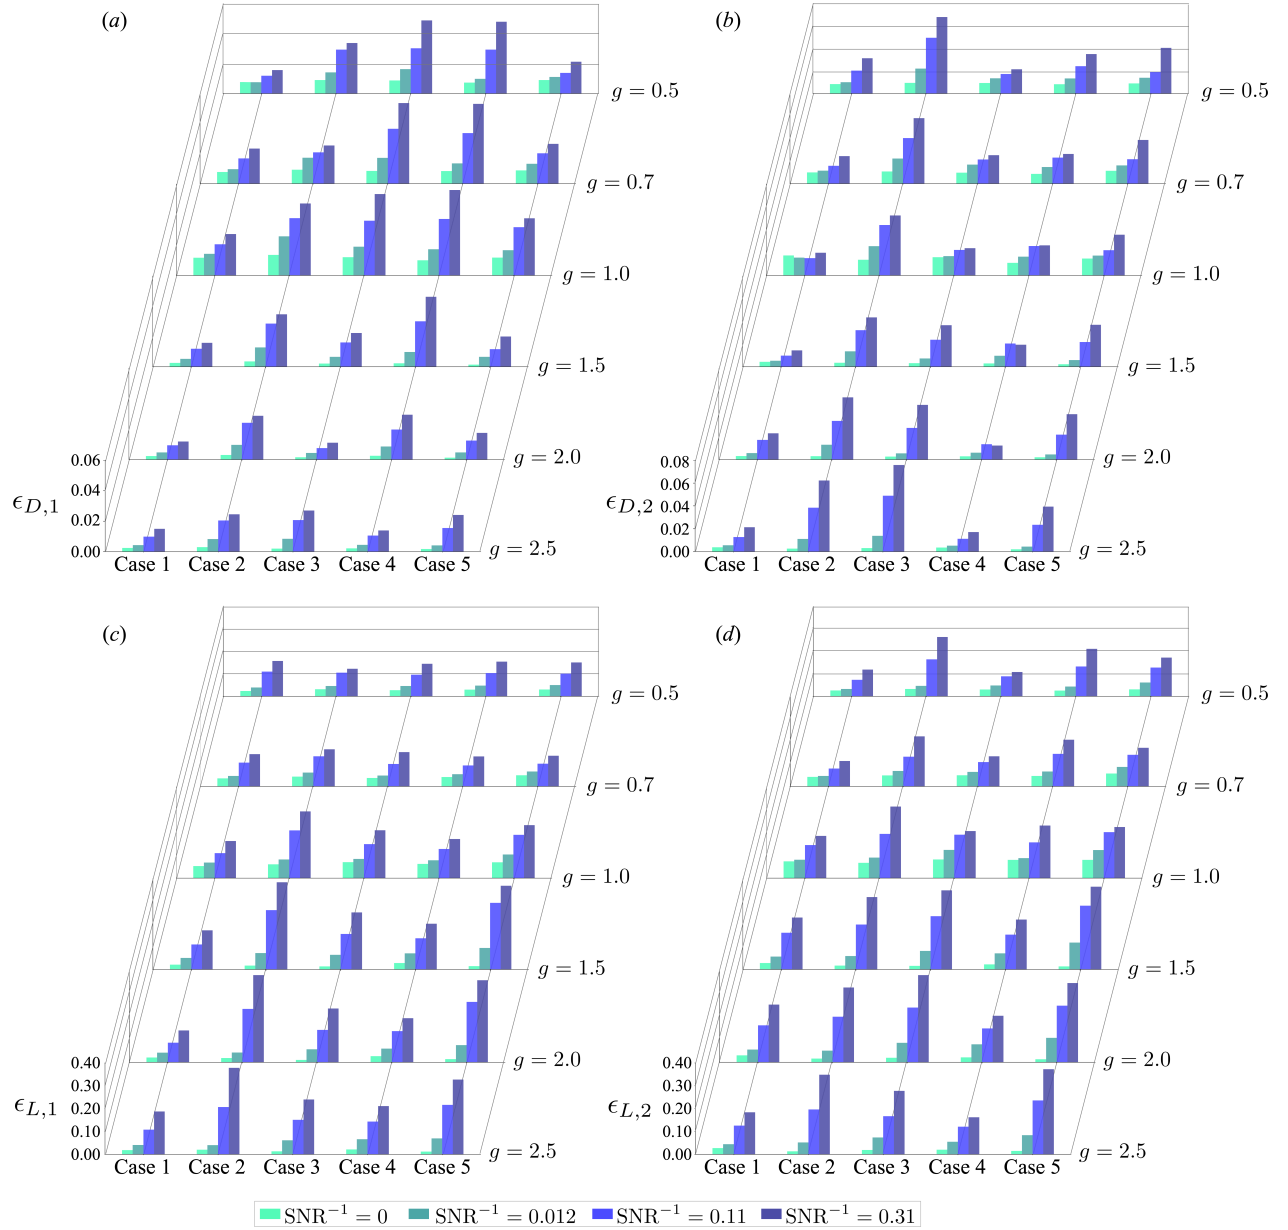 (a)
(b)
g = 0.5
g = 0.5
g = 0.7
g = 0.7
g = 1.0
g = 1.0
g = 1.5
g = 1.5
g = 2.0
g = 2.0
0.06
0.04
0.02
0.00
ϵ_{D,1}
g = 2.5
Case 1 Case 2 Case 3 Case 4 Case 5
0.08
0.06
0.04
0.02
0.00
ϵ_{D,2}
g = 2.5
Case 1 Case 2 Case 3 Case 4 Case 5
(c)
(d)
g = 0.5
g = 0.5
g = 0.7
g = 0.7
g = 1.0
g = 1.0
g = 1.5
g = 1.5
g = 2.0
g = 2.0
0.40
0.30
0.20
0.10
0.00
ϵ_{L,1}
g = 2.5
Case 1 Case 2 Case 3 Case 4 Case 5
0.40
0.30
0.20
0.10
0.00
ϵ_{L,2}
g = 2.5
Case 1 Case 2 Case 3 Case 4 Case 5
SNR⁻¹ = 0 SNR⁻¹ = 0.012 SNR⁻¹ = 0.11 SNR⁻¹ = 0.31